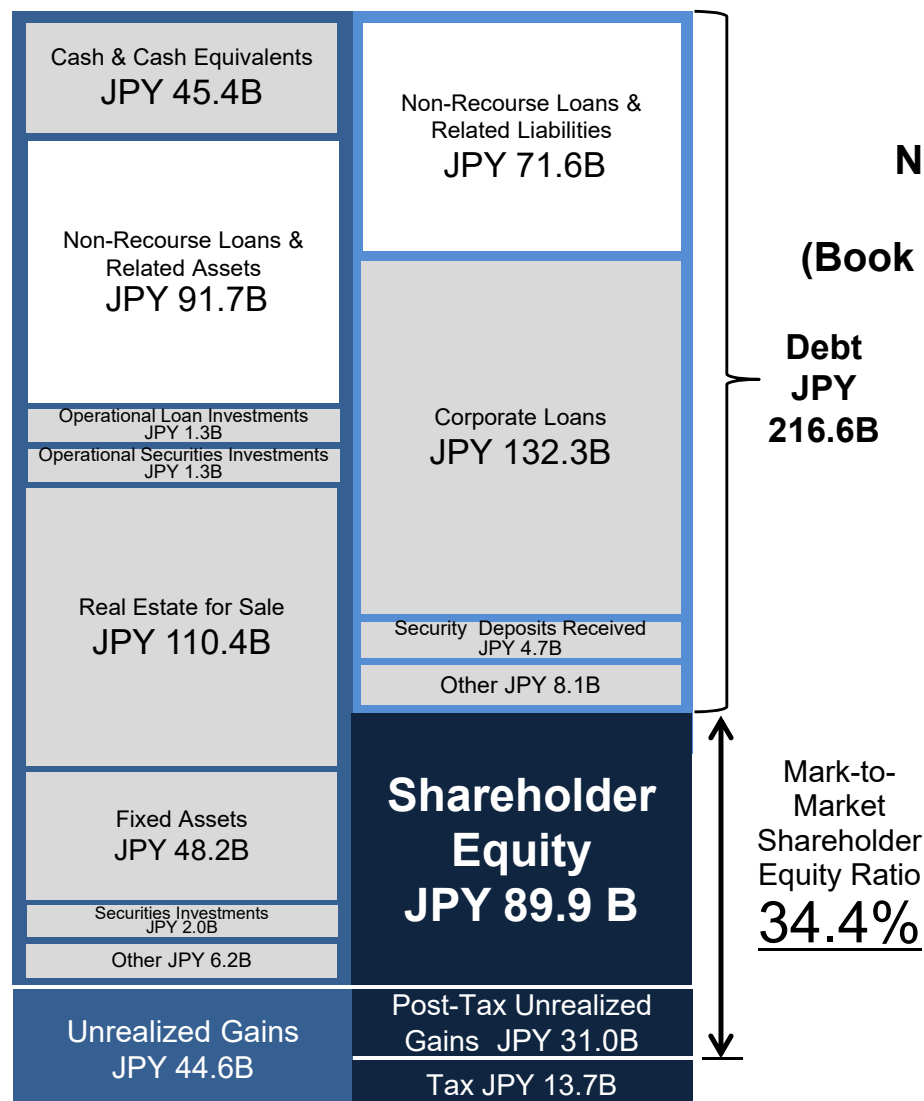 Cash & Cash Equivalents
JPY 45.4B
Non-Recourse Loans &
Related Assets
JPY 91.7B
Operational Loan Investments
JPY 1.3B
Operational Securities Investments
JPY 1.3B
Real Estate for Sale
JPY 110.4B
Fixed Assets
JPY 48.2B
Securities Investments
JPY 2.0B
Other JPY 6.2B
Unrealized Gains
JPY 44.6B
Non-Recourse Loans &
Related Liabilities
JPY 71.6B
Corporate Loans
JPY 132.3B
Security Deposits Received
JPY 4.7B
Other JPY 8.1B
Shareholder
Equity
JPY 89.9 B
Post-Tax Unrealized
Gains JPY 31.0B
Tax JPY 13.7B
N
(Book
Debt
JPY
216.6B
Mark-to-
Market
Shareholder
Equity Ratio
34.4%